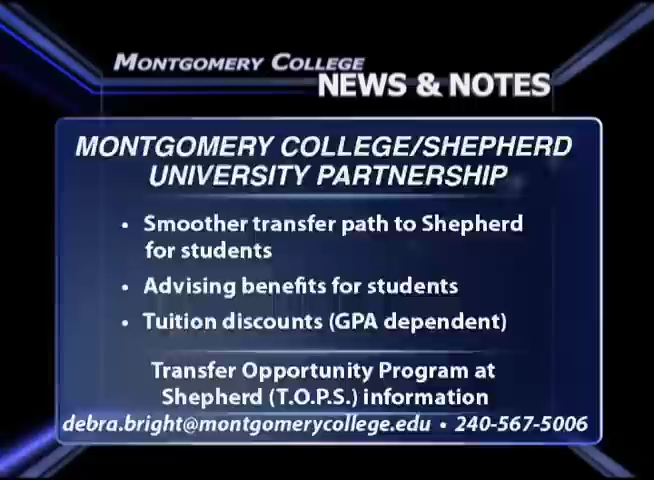 MONTGOMERY COLLEGE
NEWS & NOTES
MONTGOMERY COLLEGE/SHEPHERD
UNIVERSITY PARTNERSHIP
• Smoother transfer path to Shepherd
for students
• Advising benefits for students
• Tuition discounts (GPA dependent)
Transfer Opportunity Program at
Shepherd (T.O.P.S.) information
debra.bright@montgomerycollege.edu • 240-567-5006